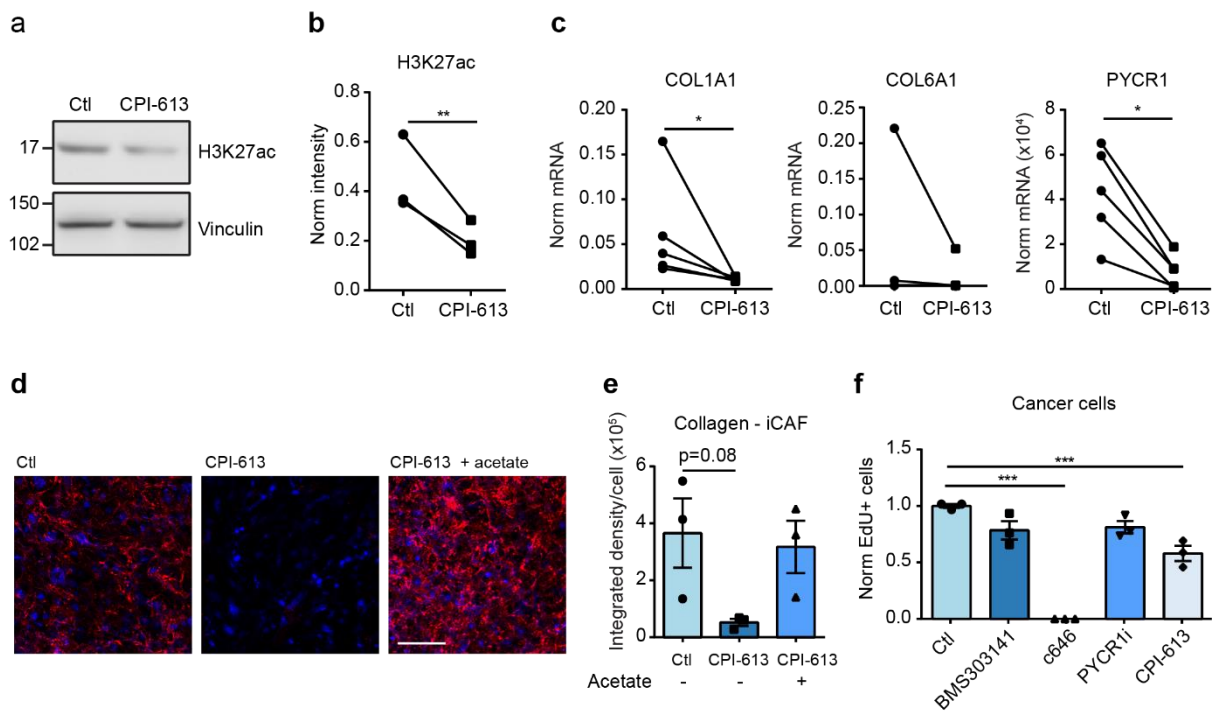 a
Ctl CPI-613
17
H3K27ac
150
102
Vinculin
b
H3K27ac
Norm intensity
0.8
0.6
0.4
0.2
0.0
**
Ctl CPI-613
c
COL1A1
Norm mRNA
0.20
0.15
0.10
0.05
0.00
*
Ctl CPI-613
COL6A1
Norm mRNA
0.25
0.20
0.15
0.10
0.05
0.00
Ctl CPI-613
PYCR1
Norm mRNA (x10⁴)
8
6
4
2
0
*
Ctl CPI-613
d
Ctl
CPI-613
CPI-613 + acetate
e
Collagen - iCAF
Integrated density/cell (x10⁵)
6
4
2
0
p=0.08
Ctl CPI-613 CPI-613
Acetate - - +
f
Cancer cells
Norm EdU+ cells
1.5
1.0
0.5
0.0
***
***
Ctl
BMS303141
c646
PYCR1i
CPI-613